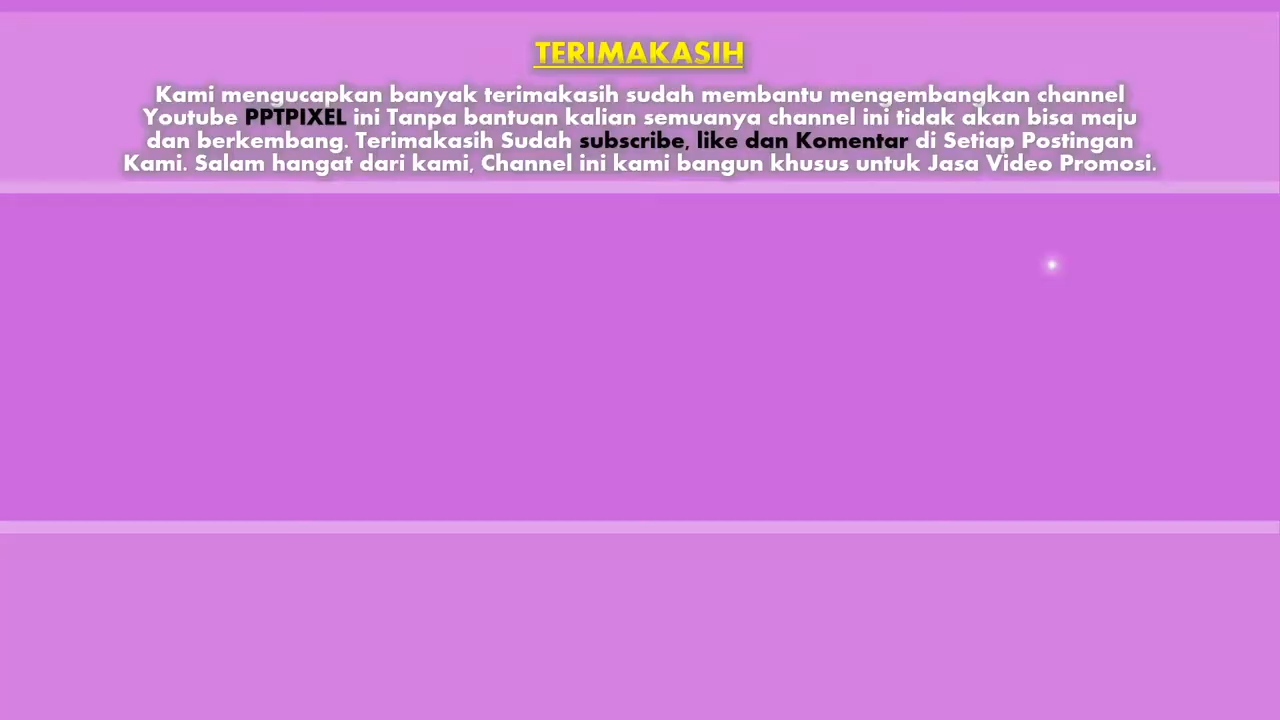 TERIMAKASIH
Kami mengucapkan banyak terimakasih sudah membantu mengembangkan channel
Youtube PPTPIXEL ini Tanpa bantuan kalian semuanya channel ini tidak akan bisa maju
dan berkembang. Terimakasih Sudah subscribe, like dan Komentar di Setiap Postingan
Kami. Salam hangat dari kami, Channel ini kami bangun khusus untuk Jasa Video Promosi.